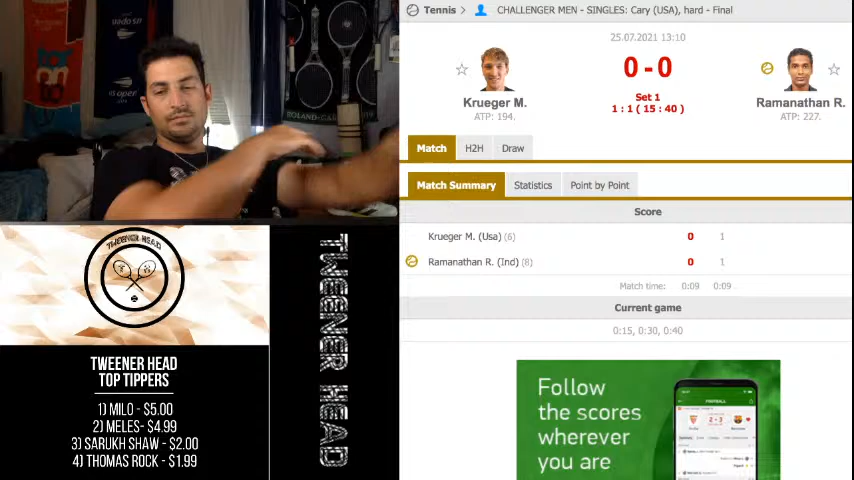 Tennis > CHALLENGER MEN - SINGLES: Cary (USA), hard - Final
25.07.2021 13:10
0 - 0
Set 1
1 : 1 ( 15 : 40 )
Krueger M.
ATP: 194.
Ramanathan R.
ATP: 227.
Match H2H Draw
Match Summary Statistics Point by Point
Score
Krueger M. (Usa) (6) 0 1
Ramanathan R. (Ind) (8) 0 1
Match time: 0:09 0:09
Current game
0:15, 0:30, 0:40
Follow
the scores
wherever
you are
FOOTBALL
2 - 3
TWEENER HEAD
TWEENER HEAD
TOP TIPPERS
1) MILO - $5.00
2) MELES- $4.99
3) SARUKH SHAW - $2.00
4) THOMAS ROCK - $1.99
TWEENER HEAD